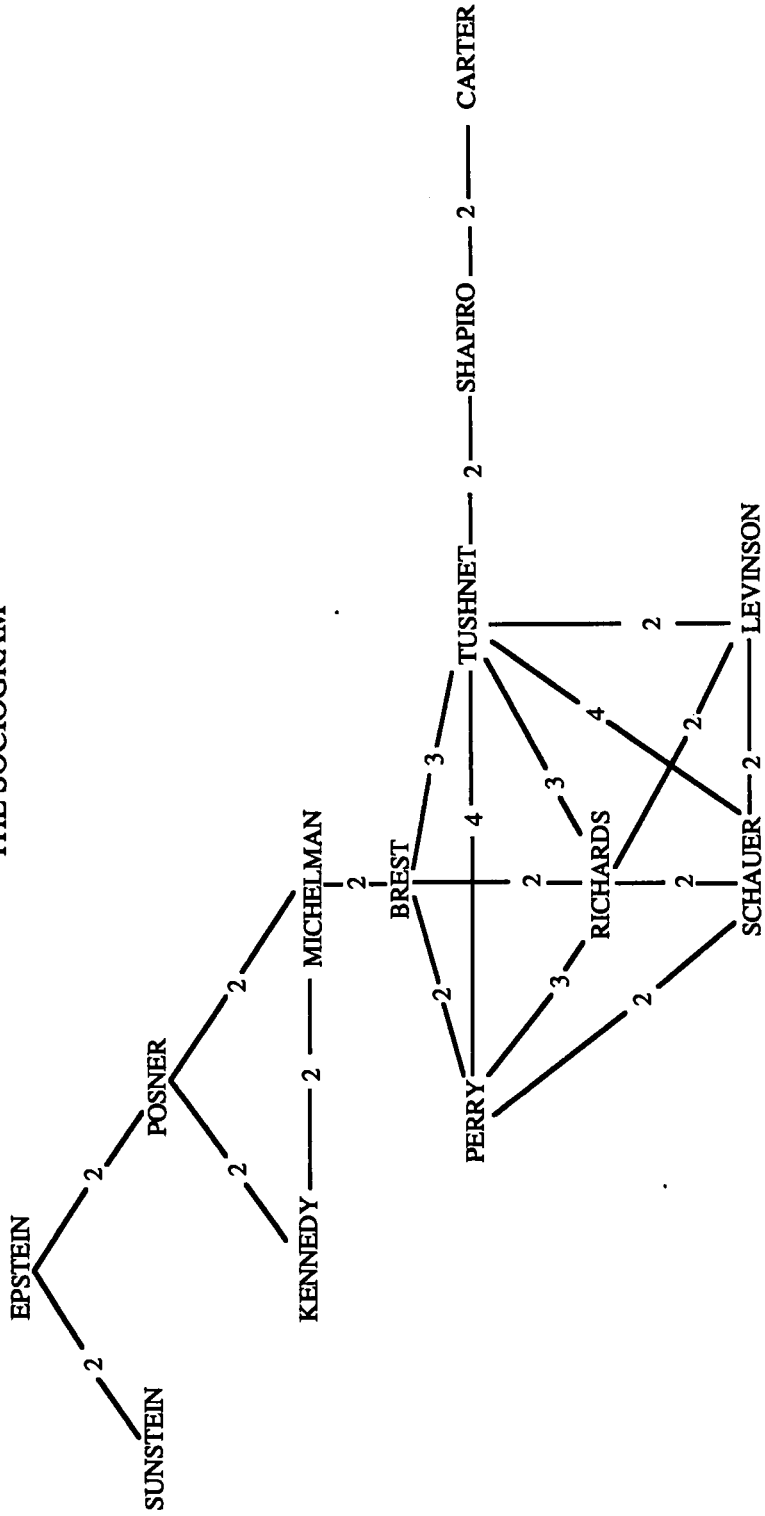 THE SOCIOGRAM
EPSTEIN
2 2
SUNSTEIN POSNER
2 2
KENNEDY 2 MICHELMAN
2
BREST
2 3
PERRY 4 TUSHNET 2 SHAPIRO 2 CARTER
2
3 3
RICHARDS 4
2 2
2 2
SCHAUER 2 LEVINSON